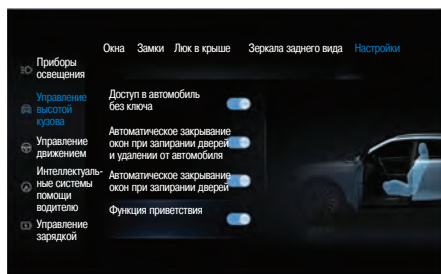 Окна Замки Люк в крыше Зеркала заднего вида Настройки
Приборы
освещения
Управление
высотой
кузова
Управление
движением
Интеллектуаль-
ные системы
помощи
водителю
Управление
зарядкой
Доступ в автомобиль
без ключа
Автоматическое закрывание
окон при запирании дверей
и удалении от автомобиля
Автоматическое закрывание
окон при запирании дверей
Функция приветствия